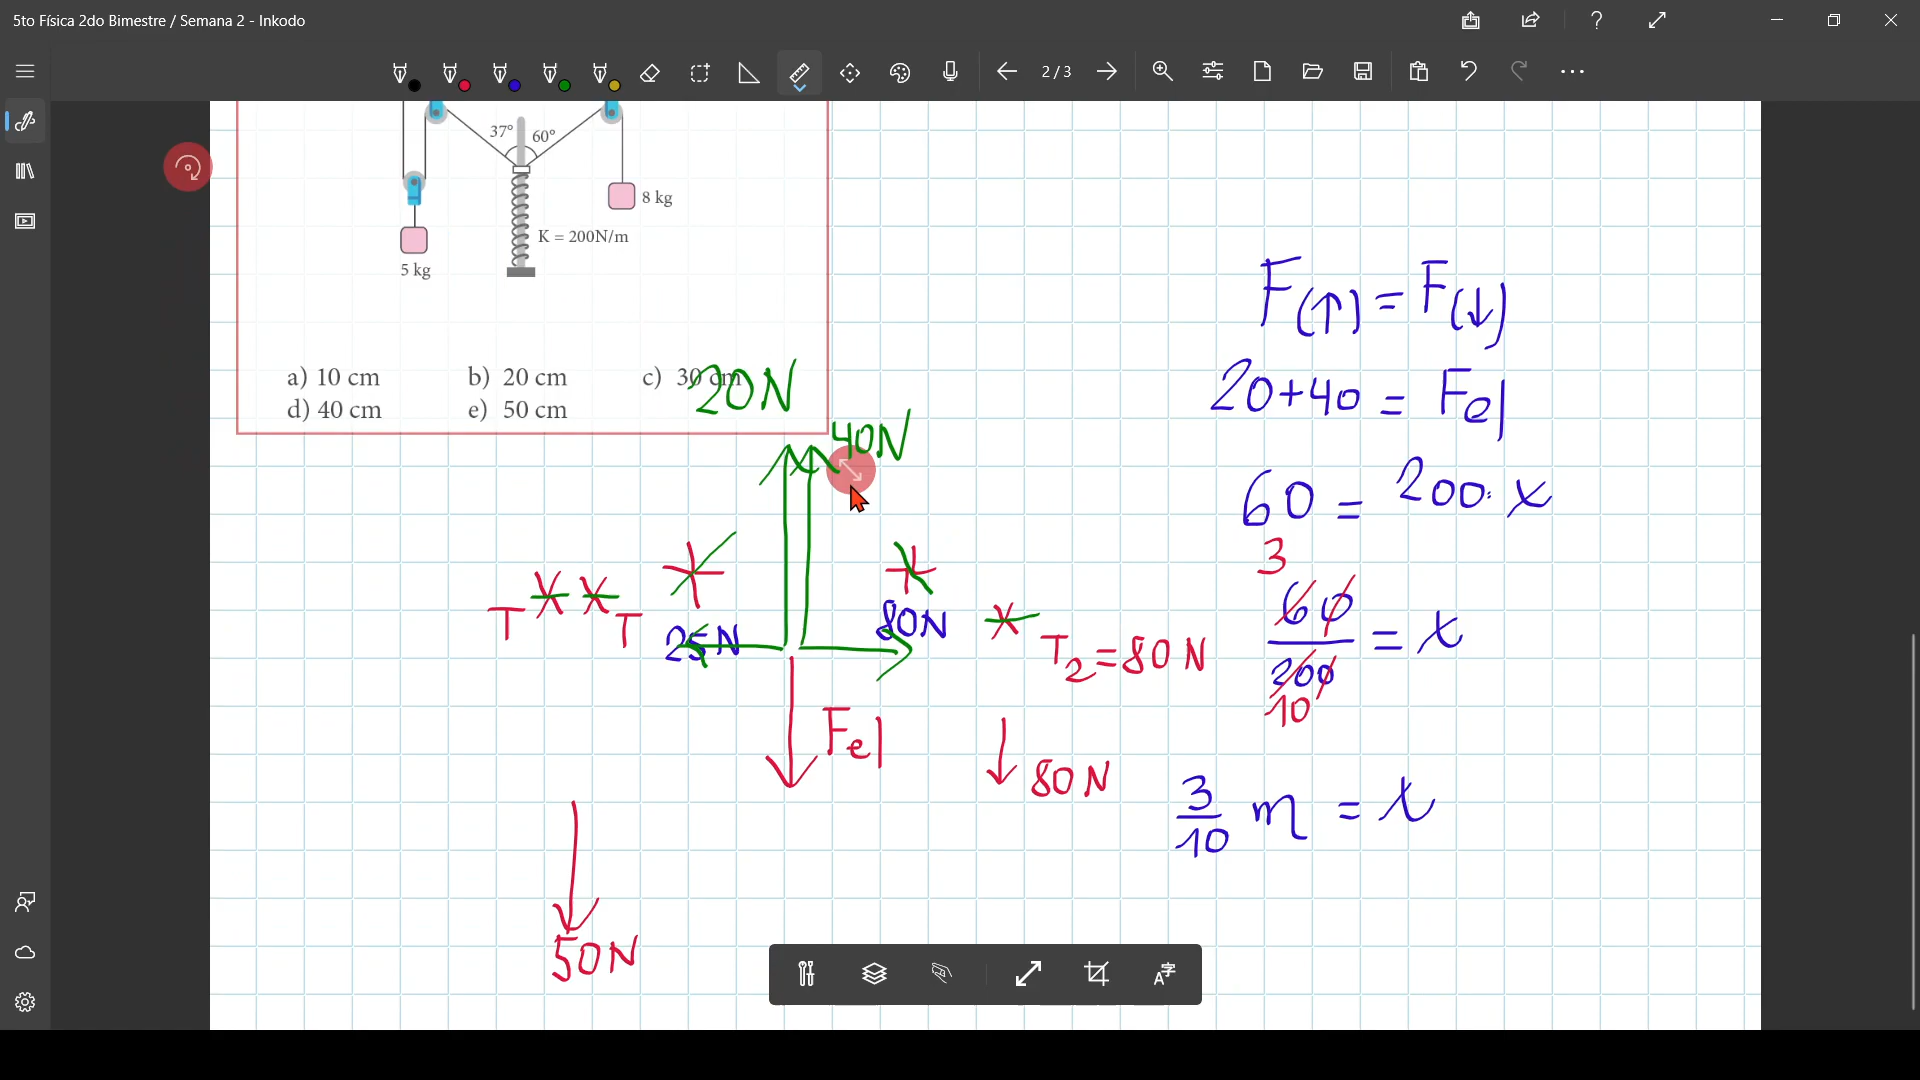 5to Física 2do Bimestre / Semana 2 - Inkodo
2/3
37° 60°
8 kg
K = 200N/m
5 kg
a) 10 cm b) 20 cm c) 30 cm
d) 40 cm e) 50 cm
20N
40N
T T
25N
80N
T2=80N
Fel
80N
50N
F(↑)=F(↓)
20+40 = Fel
60 = 200. x
3
60/200 = x
10
3/10 m = x